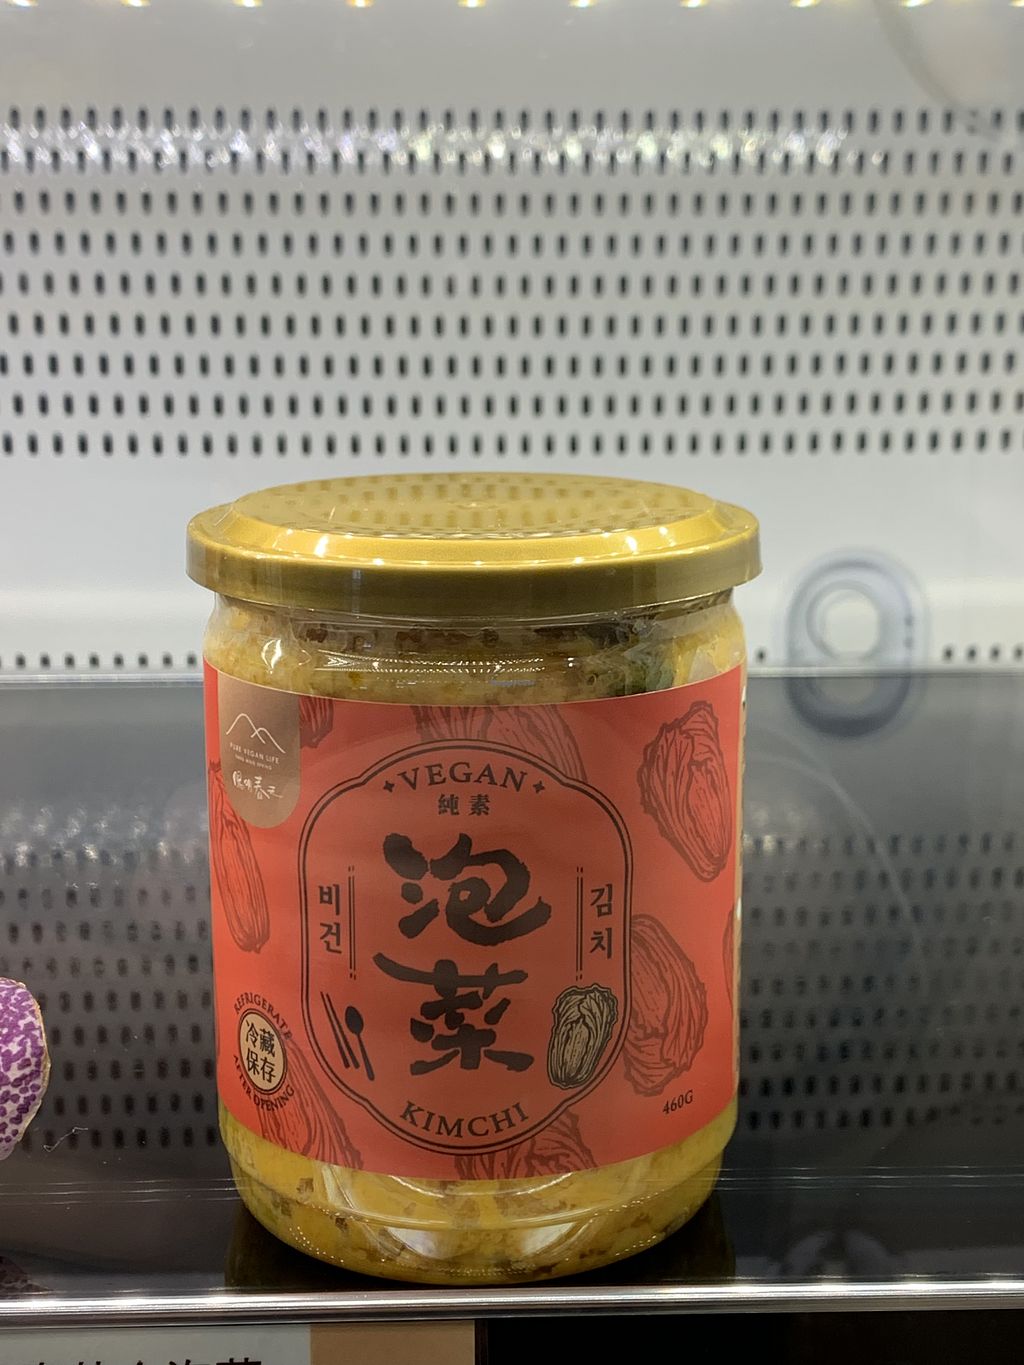 PURE VEGAN LIFE
VEGAN
純素
泡菜
비건
김치
KIMCHI
REFRIGERATE
冷藏
保存
AFTER OPENING
460G